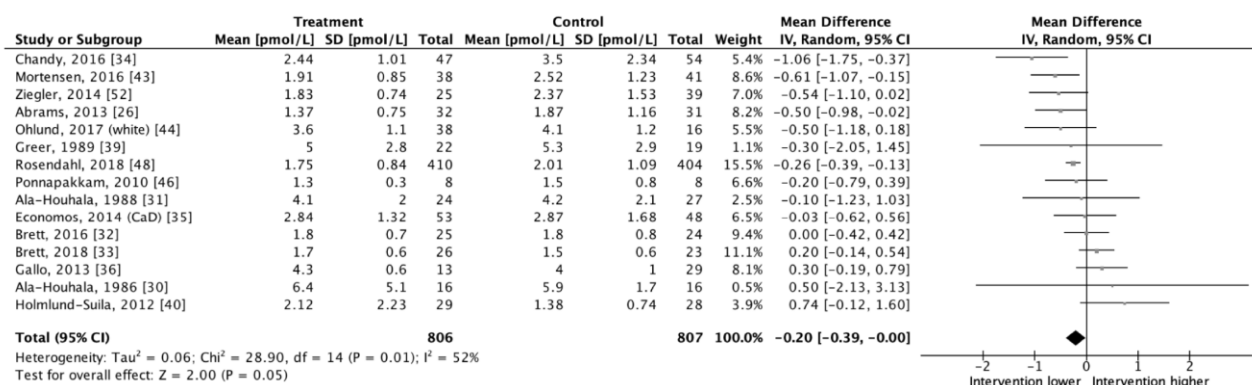 Treatment Control Mean Difference Mean Difference
Study or Subgroup Mean [pmol/L] SD [pmol/L] Total Mean [pmol/L] SD [pmol/L] Total Weight IV, Random, 95% CI IV, Random, 95% CI
Chandy, 2016 [34] 2.44 1.01 47 3.5 2.34 54 5.4% -1.06 [-1.75, -0.37]
Mortensen, 2016 [43] 1.91 0.85 38 2.52 1.23 41 8.6% -0.61 [-1.07, -0.15]
Ziegler, 2014 [52] 1.83 0.74 25 2.37 1.53 39 7.0% -0.54 [-1.10, 0.02]
Abrams, 2013 [26] 1.37 0.75 32 1.87 1.16 31 8.2% -0.50 [-0.98, -0.02]
Ohlund, 2017 (white) [44] 3.6 1.1 38 4.1 1.2 16 5.5% -0.50 [-1.18, 0.18]
Greer, 1989 [39] 5 2.8 22 5.3 2.9 19 1.2% -0.30 [-2.05, 1.45]
Rosendahl, 2018 [48] 1.75 0.84 410 2.01 1.09 404 15.5% -0.26 [-0.39, -0.13]
Ponnapakkam, 2010 [46] 1.3 0.3 8 1.5 0.8 8 6.6% -0.20 [-0.79, 0.39]
Ala-Houhala, 1988 [31] 4.1 2 24 4.2 2.1 27 2.5% -0.10 [-1.23, 1.03]
Economos, 2014 (CaD) [35] 2.84 1.32 53 2.87 1.68 48 6.5% -0.03 [-0.62, 0.56]
Brett, 2016 [32] 1.8 0.7 25 1.8 0.8 24 9.4% 0.00 [-0.42, 0.42]
Brett, 2018 [33] 1.7 0.6 26 1.5 0.6 23 11.1% 0.20 [-0.14, 0.54]
Gallo, 2013 [36] 4.3 0.6 13 4 1 29 8.1% 0.30 [-0.19, 0.79]
Ala-Houhala, 1986 [30] 6.4 5.1 16 5.9 1.7 16 0.5% 0.50 [-2.13, 3.13]
Holmlund-Suila, 2012 [40] 2.12 2.23 29 1.38 0.74 28 3.9% 0.74 [-0.12, 1.60]
Total (95% CI) 806 807 100.0% -0.20 [-0.39, -0.00]
Heterogeneity: Tau² = 0.06; Chi² = 28.90, df = 14 (P = 0.01); I² = 52%
Test for overall effect: Z = 2.00 (P = 0.05)
-2 -1 0 1 2
Intervention lower Intervention higher